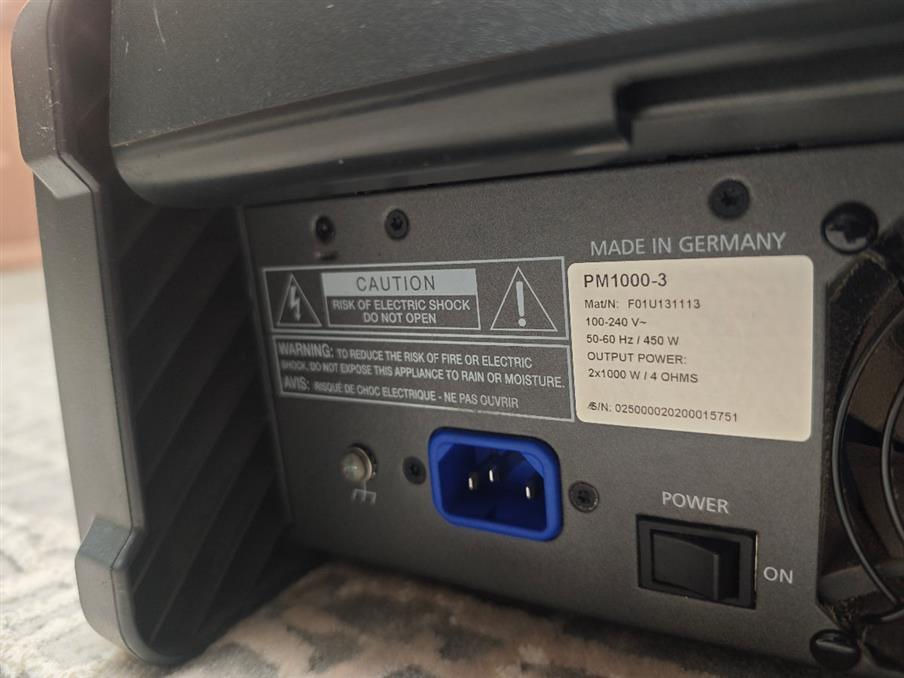 MADE IN GERMANY
CAUTION
RISK OF ELECTRIC SHOCK
DO NOT OPEN
WARNING: TO REDUCE THE RISK OF FIRE OR ELECTRIC
SHOCK, DO NOT EXPOSE THIS APPLIANCE TO RAIN OR MOISTURE.
AVIS: RISQUE DE CHOC ELECTRIQUE - NE PAS OUVRIR
PM1000-3
Mat/N: F01U131113
100-240 V~
50-60 Hz / 450 W
OUTPUT POWER:
2x1000 W / 4 OHMS
S/N: 025000020200015751
POWER
ON